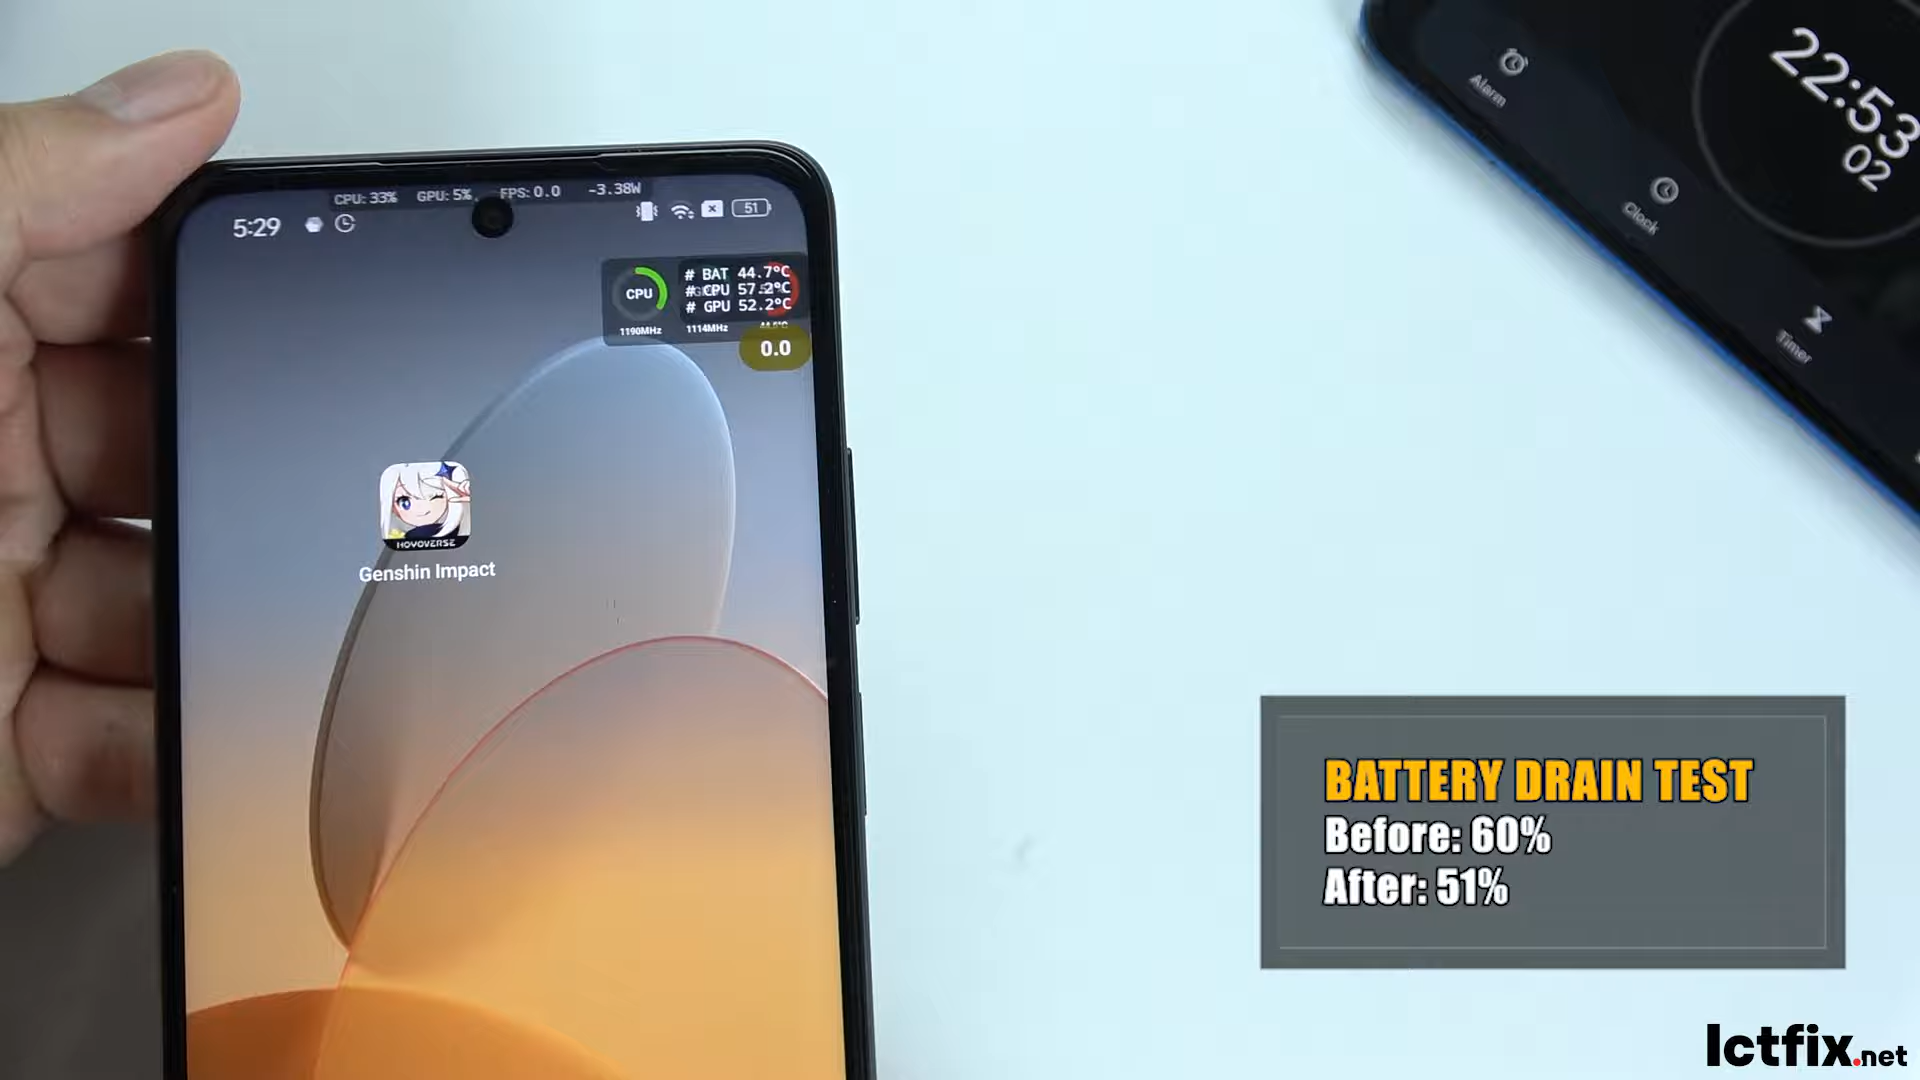 CPU: 33% GPU: 5% FPS: 0.0 -3.38W
5:29
51
CPU
# BAT 44.7°C
# CPU 57.2°C
# GPU 52.2°C
1190MHz 1114MHz
0.0
HOYOVERSE
Genshin Impact
22:53
02
Alarm
Clock
Timer
BATTERY DRAIN TEST
Before: 60%
After: 51%
Ictfix.net